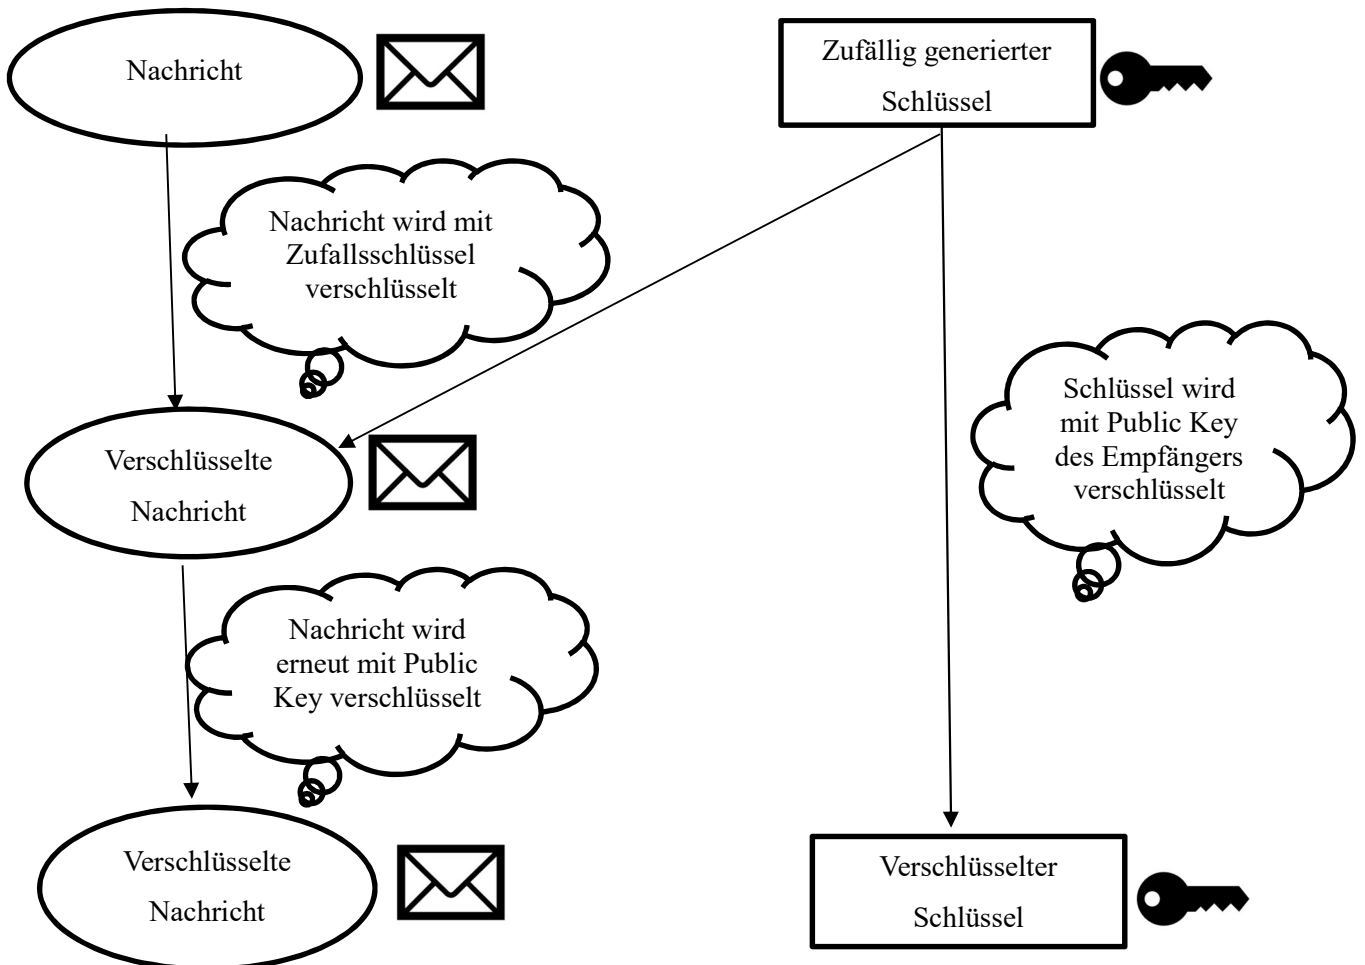 Nachricht
Zufällig generierter
Schlüssel
Nachricht wird mit
Zufallsschlüssel
verschlüsselt
Schlüssel wird
mit Public Key
des Empfängers
verschlüsselt
Verschlüsselte
Nachricht
Nachricht wird
erneut mit Public
Key verschlüsselt
Verschlüsselte
Nachricht
Verschlüsselter
Schlüssel